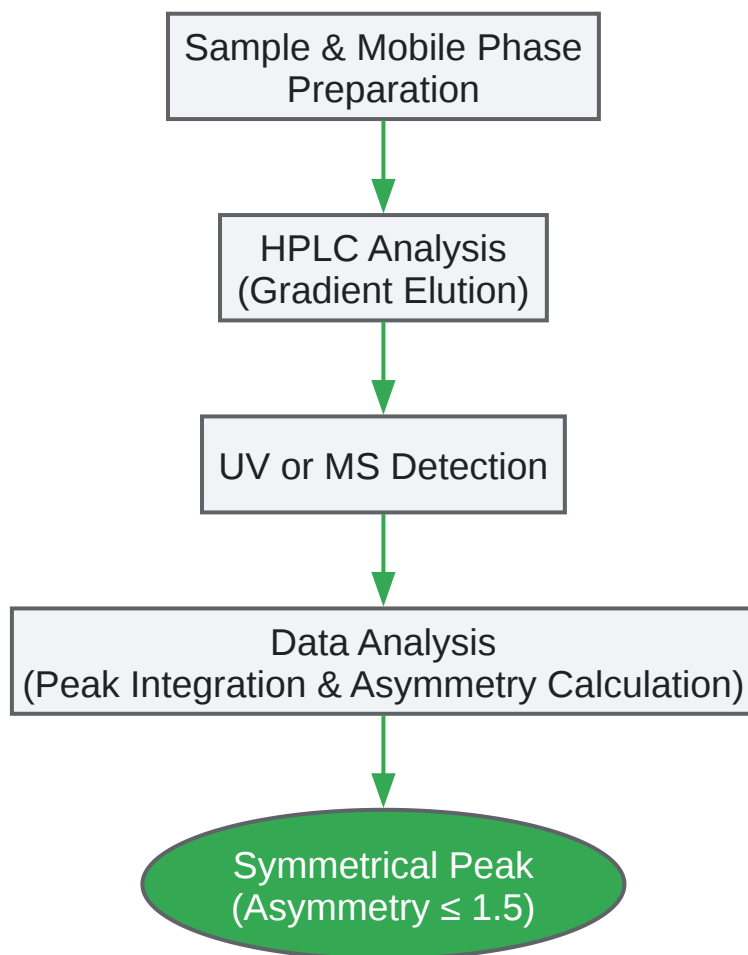 Sample & Mobile Phase
Preparation
HPLC Analysis
(Gradient Elution)
UV or MS Detection
Data Analysis
(Peak Integration & Asymmetry Calculation)
Symmetrical Peak
(Asymmetry ≤ 1.5)